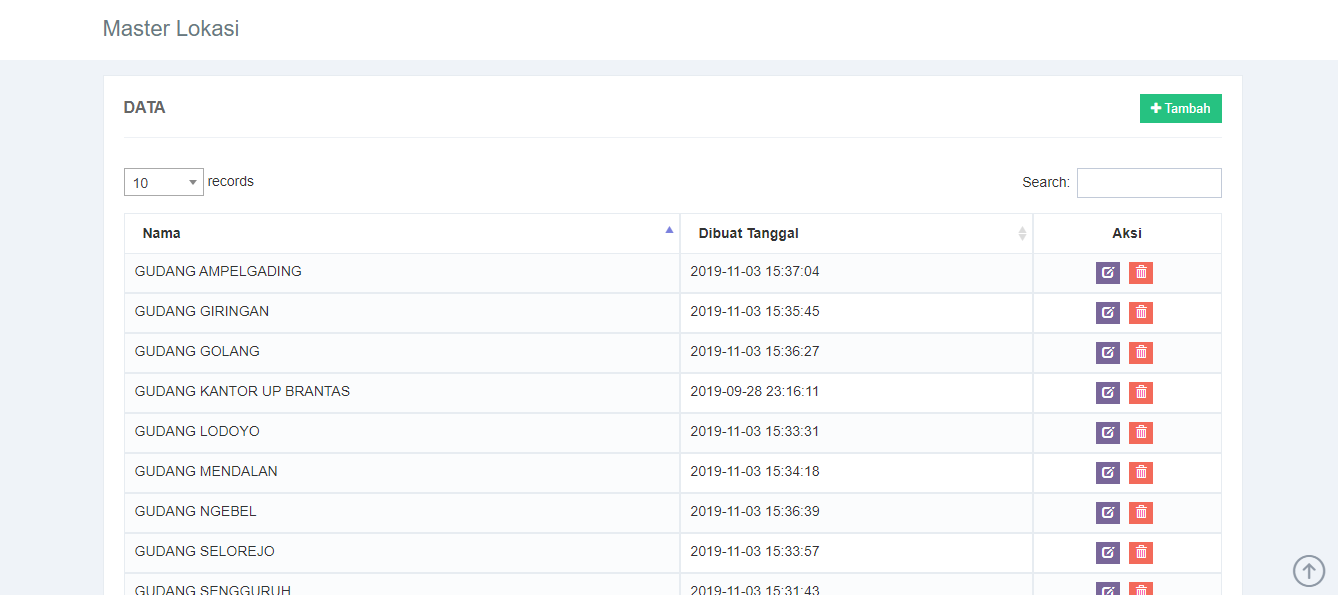 Master Lokasi
DATA
Tambah
10 records
Search:
Nama Dibuat Tanggal Aksi
GUDANG AMPELGADING 2019-11-03 15:37:04
GUDANG GIRINGAN 2019-11-03 15:35:45
GUDANG GOLANG 2019-11-03 15:36:27
GUDANG KANTOR UP BRANTAS 2019-09-28 23:16:11
GUDANG LODOYO 2019-11-03 15:33:31
GUDANG MENDALAN 2019-11-03 15:34:18
GUDANG NGEBEL 2019-11-03 15:36:39
GUDANG SELOREJO 2019-11-03 15:33:57
GUDANG SENGGURUH 2019-11-03 15:31:43